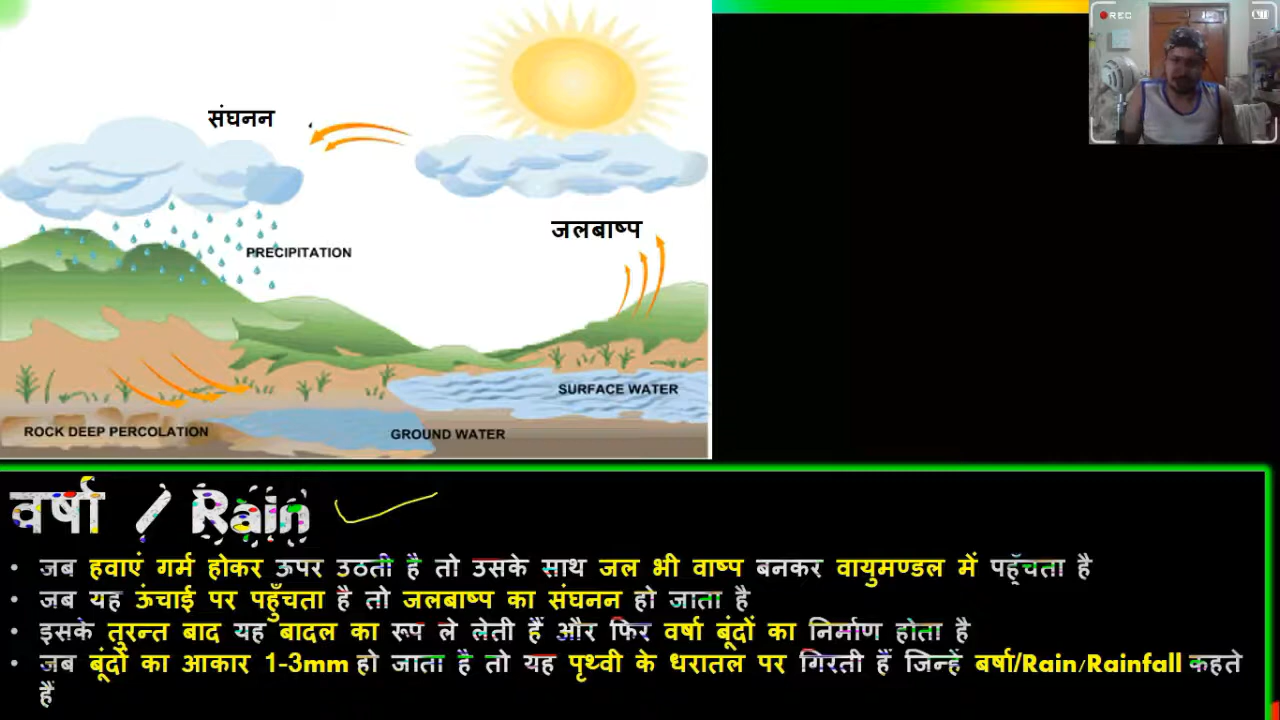 REC
संघनन
जलबाष्प
PRECIPITATION
SURFACE WATER
ROCK DEEP PERCOLATION
GROUND WATER
वर्षा / Rain
• जब हवाएं गर्म होकर ऊपर उठती है तो उसके साथ जल भी वाष्प बनकर वायुमण्डल में पहुँचता है
• जब यह ऊंचाई पर पहुँचता है तो जलबाष्प का संघनन हो जाता है
• इसके तुरन्त बाद यह बादल का रूप ले लेती हैं और फिर वर्षा बूंदों का निर्माण होता है
• जब बूंदों का आकार 1-3mm हो जाता है तो यह पृथ्वी के धरातल पर गिरती हैं जिन्हें बर्षा/Rain/Rainfall कहते
हैं